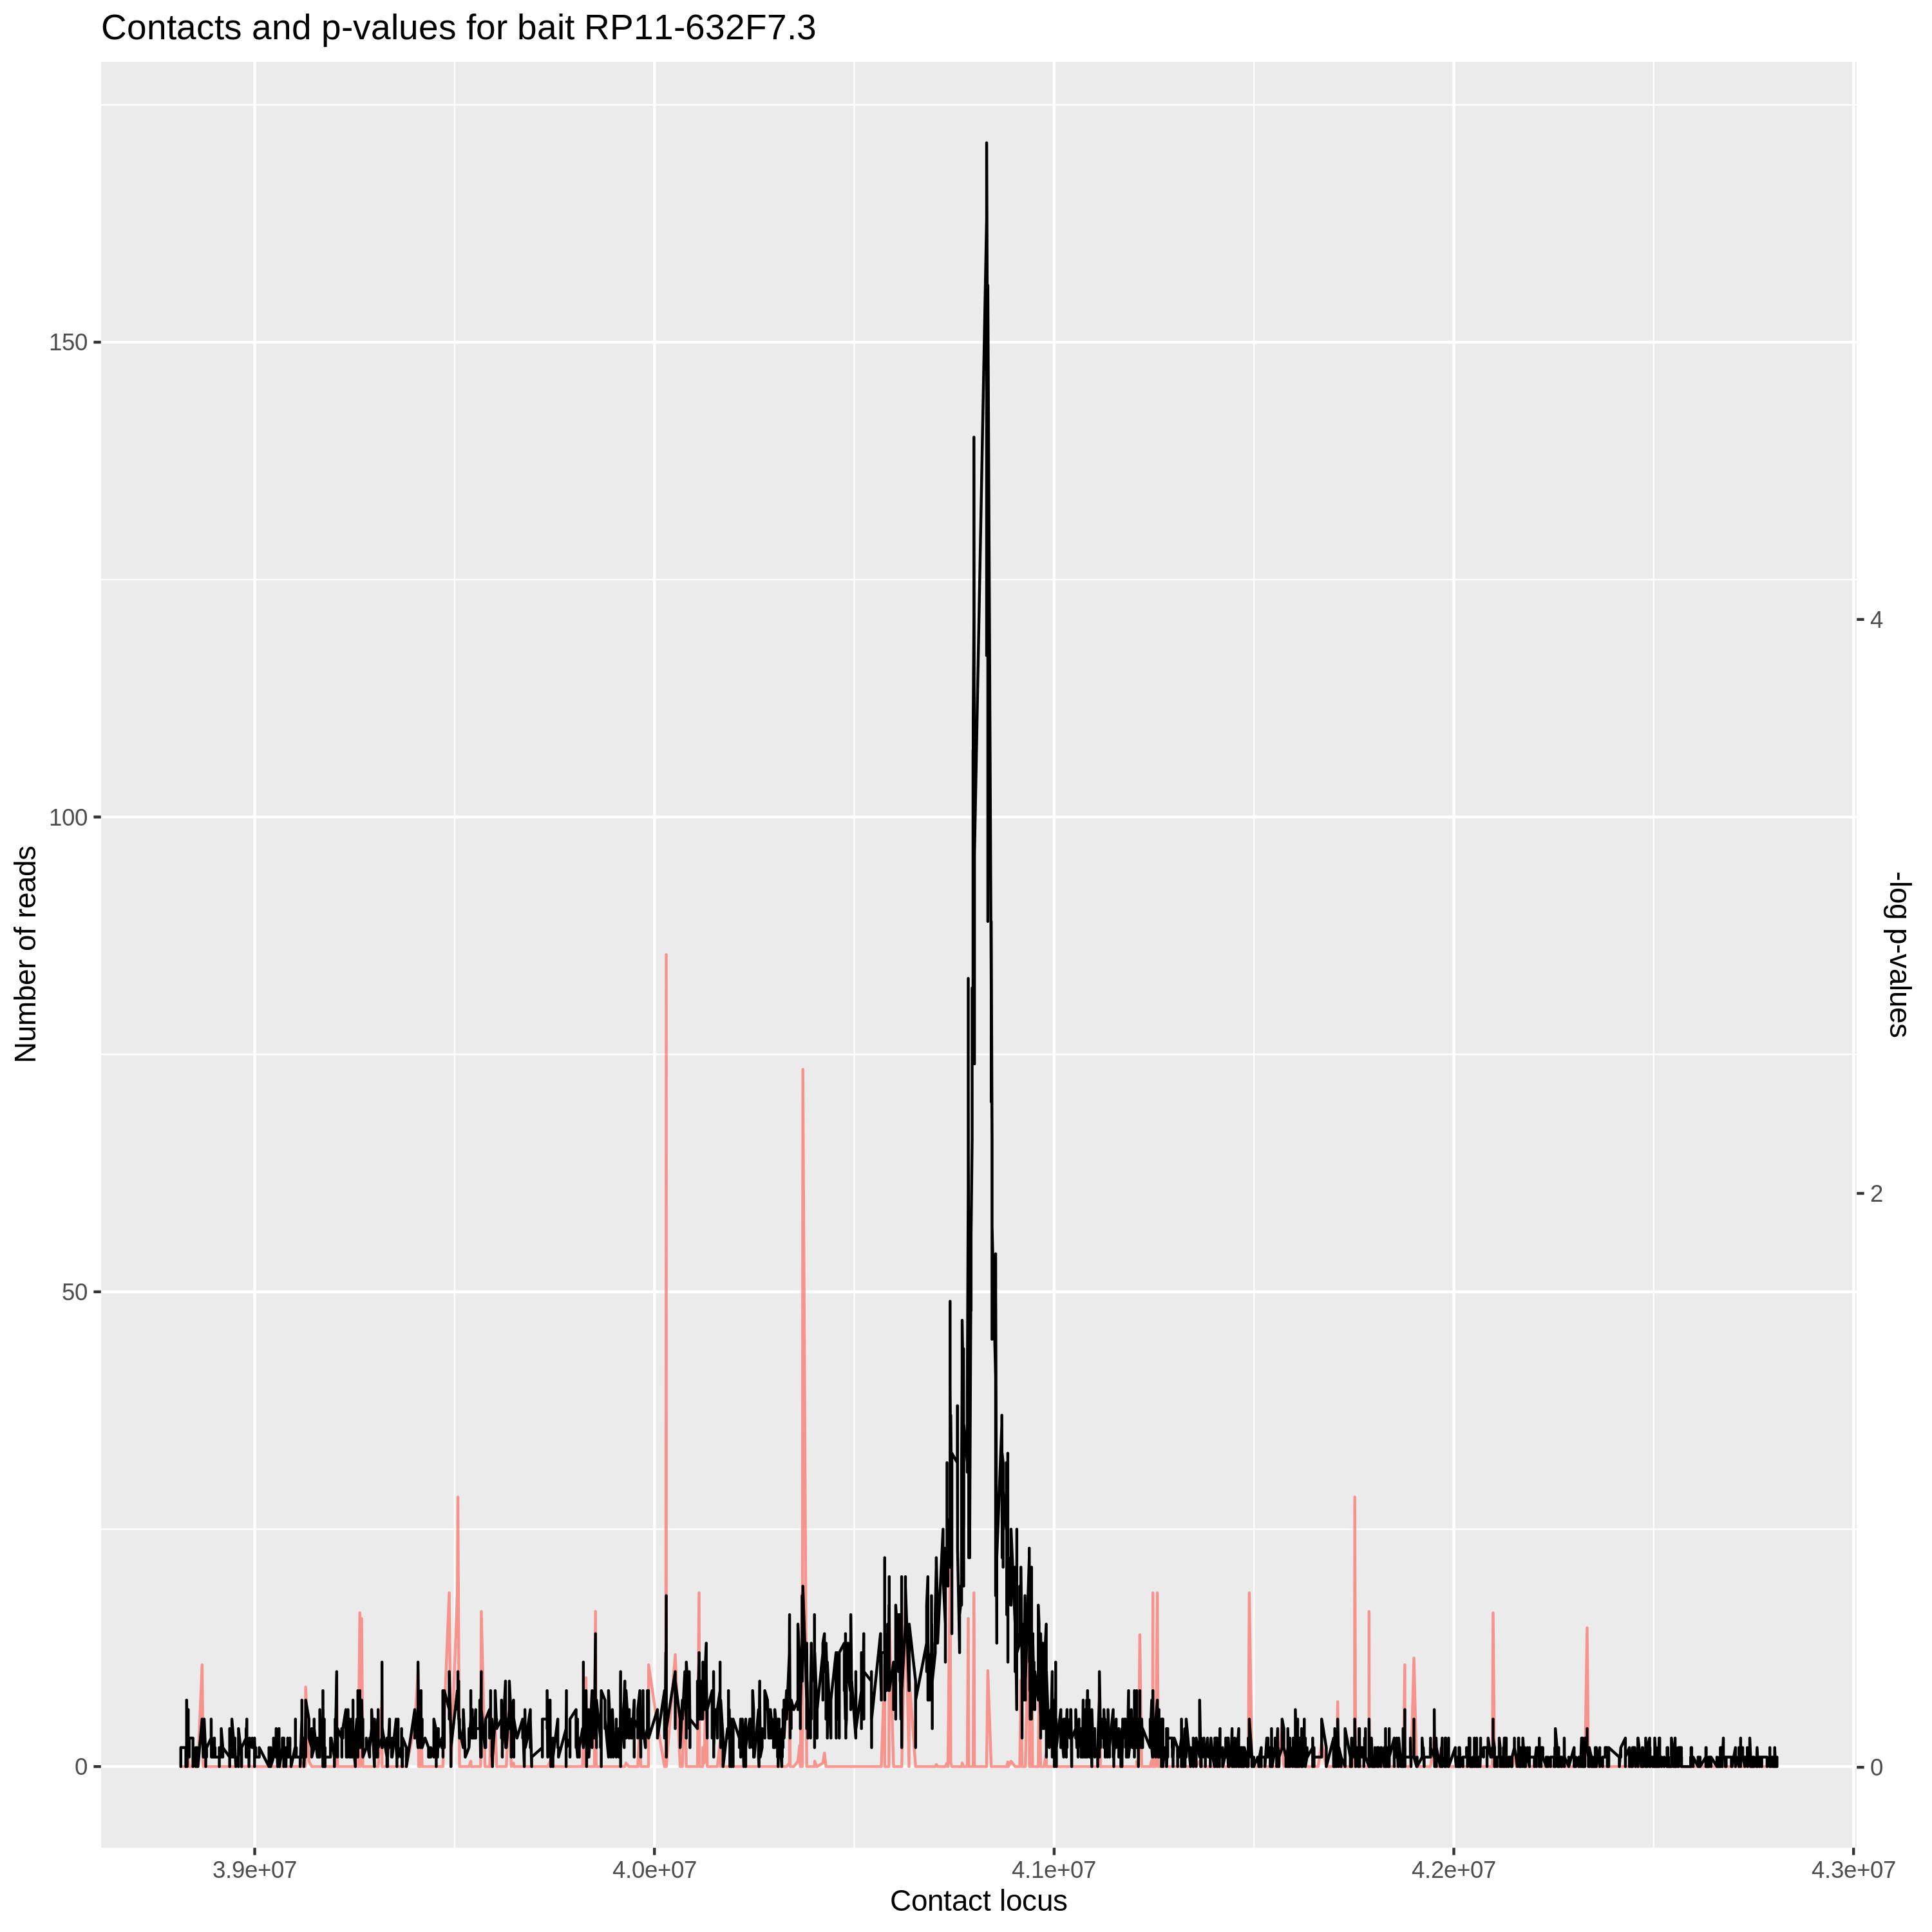 Contacts and p-values for bait RP11-632F7.3
150
100
50
0
Number of reads
4
2
0
-log p-values
3.9e+07
4.0e+07
4.1e+07
4.2e+07
4.3e+07
Contact locus